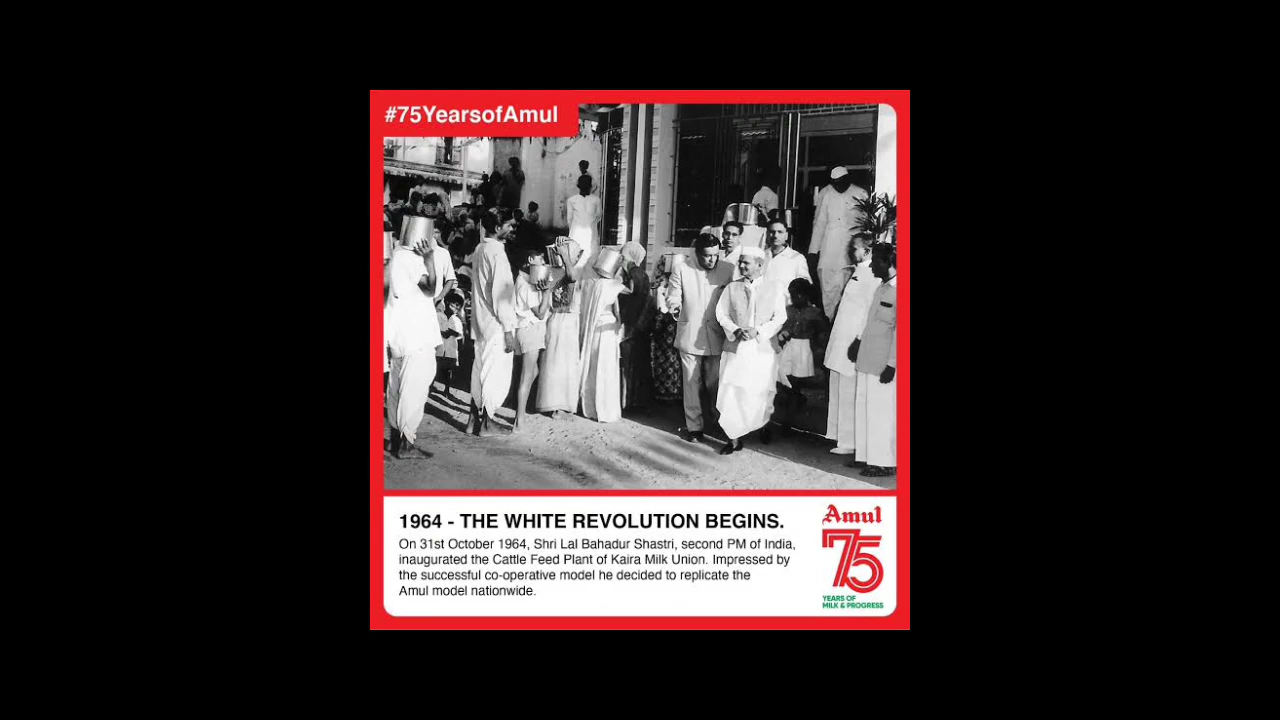 #75YearsofAmul
1964 - THE WHITE REVOLUTION BEGINS.
On 31st October 1964, Shri Lal Bahadur Shastri, second PM of India,
inaugurated the Cattle Feed Plant of Kaira Milk Union. Impressed by
the successful co-operative model he decided to replicate the
Amul model nationwide.
Amul
75
YEARS OF
MILK & PROGRESS